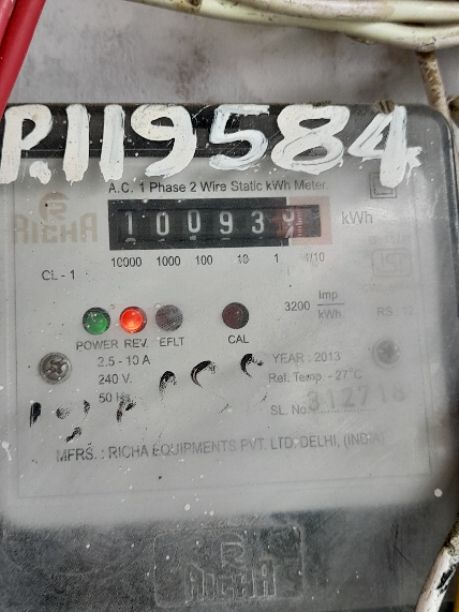 P.119584
A.C. 1 Phase 2 Wire Static kWh Meter
RICHA
10093
kWh
10000 1000 100 10 1 1/10
CL - 1
3200 imp/kWh
POWER REV. EFLT CAL
2.5 - 10 A
YEAR : 2013
240 V.
Ref. Temp. - 27°C
50 Hz
SL. No. 312718
MFRS. : RICHA EQUIPMENTS PVT. LTD. DELHI, (INDIA)
RICHA